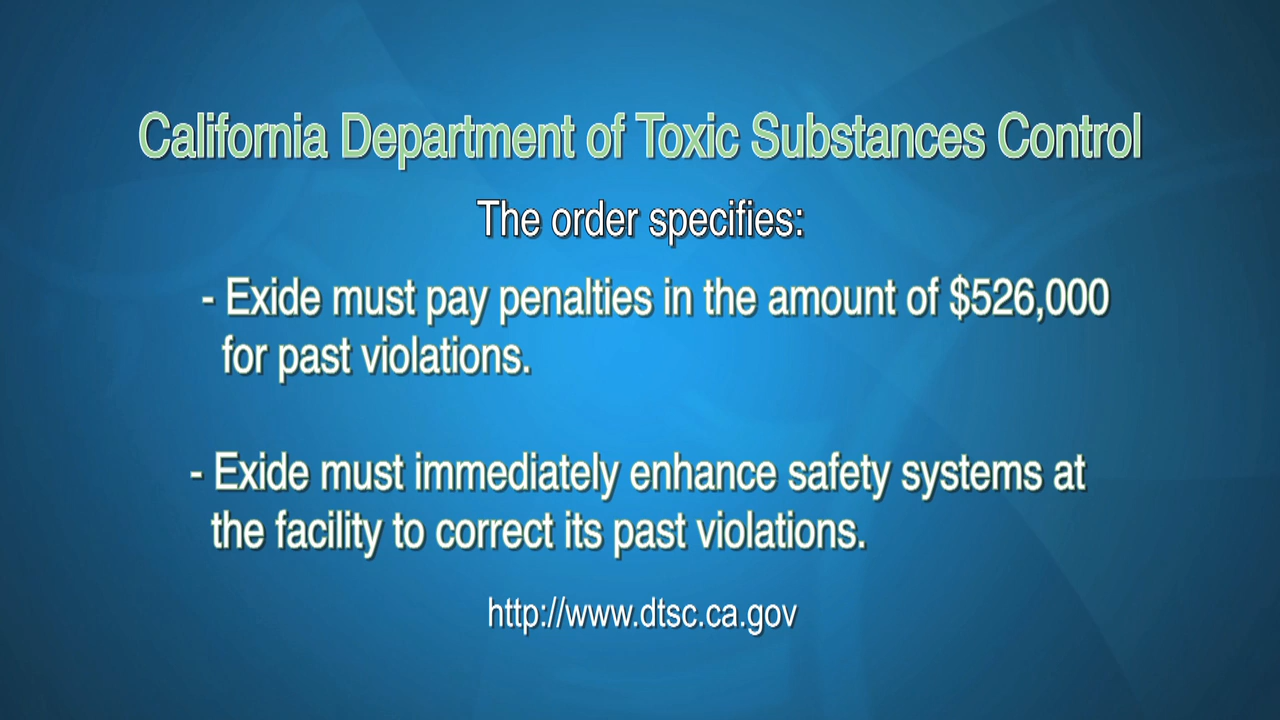 California Department of Toxic Substances Control
The order specifies:
- Exide must pay penalties in the amount of $526,000
for past violations.
- Exide must immediately enhance safety systems at
the facility to correct its past violations.
http://www.dtsc.ca.gov